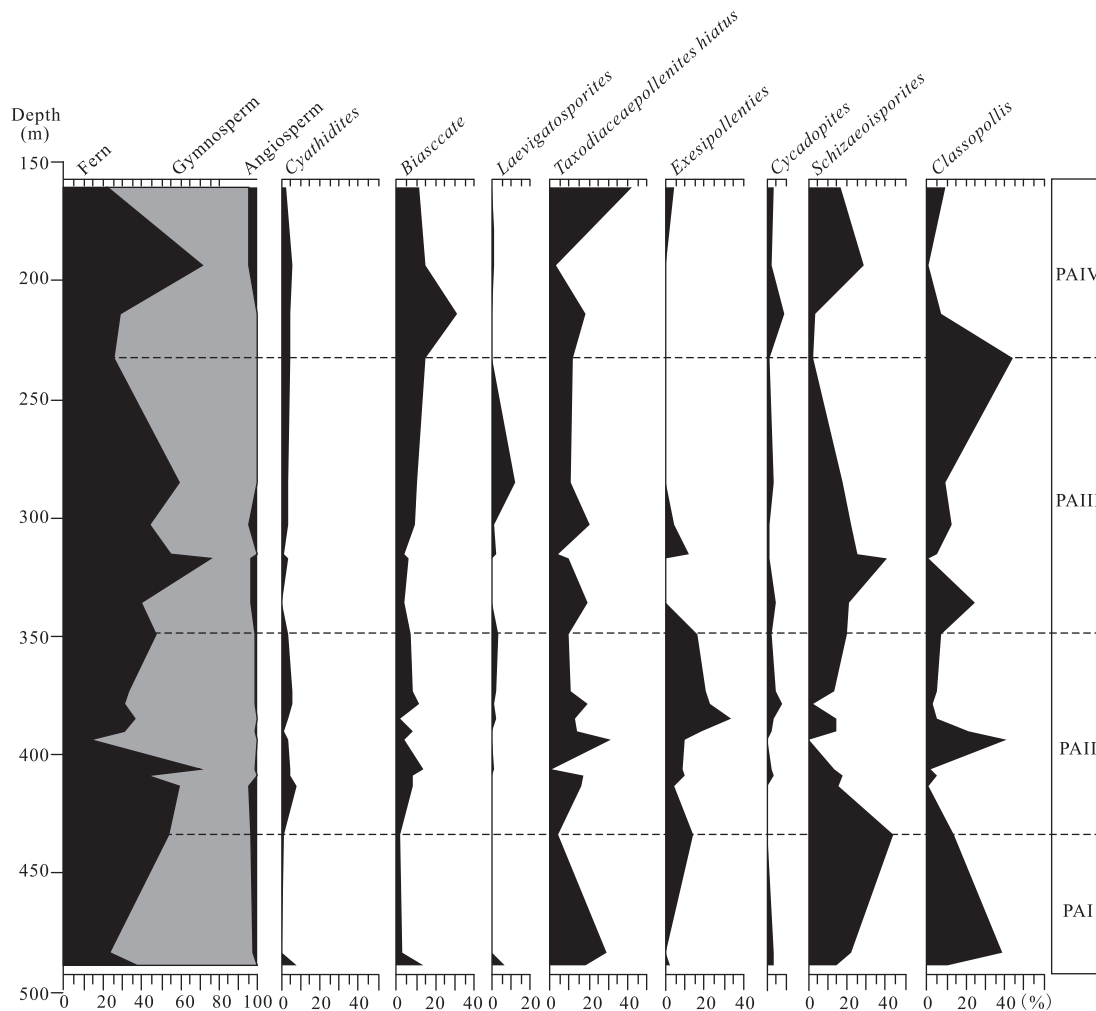 Depth
(m)
Fern
Gymnosperm
Angiosperm
Cyathidites
Biasccate
Laevigatosporites
Taxodiaceaepollenites hiatus
Exesipollenties
Cycadopites
Schizaeoisporites
Classopollis
150
200
250
300
350
400
450
500
PAIV
PAIII
PAII
PAI
0 20 40 60 80 100 0 20 40 0 20 40 0 20 0 20 40 0 20 40 0 0 20 40 0 20 40 (%)